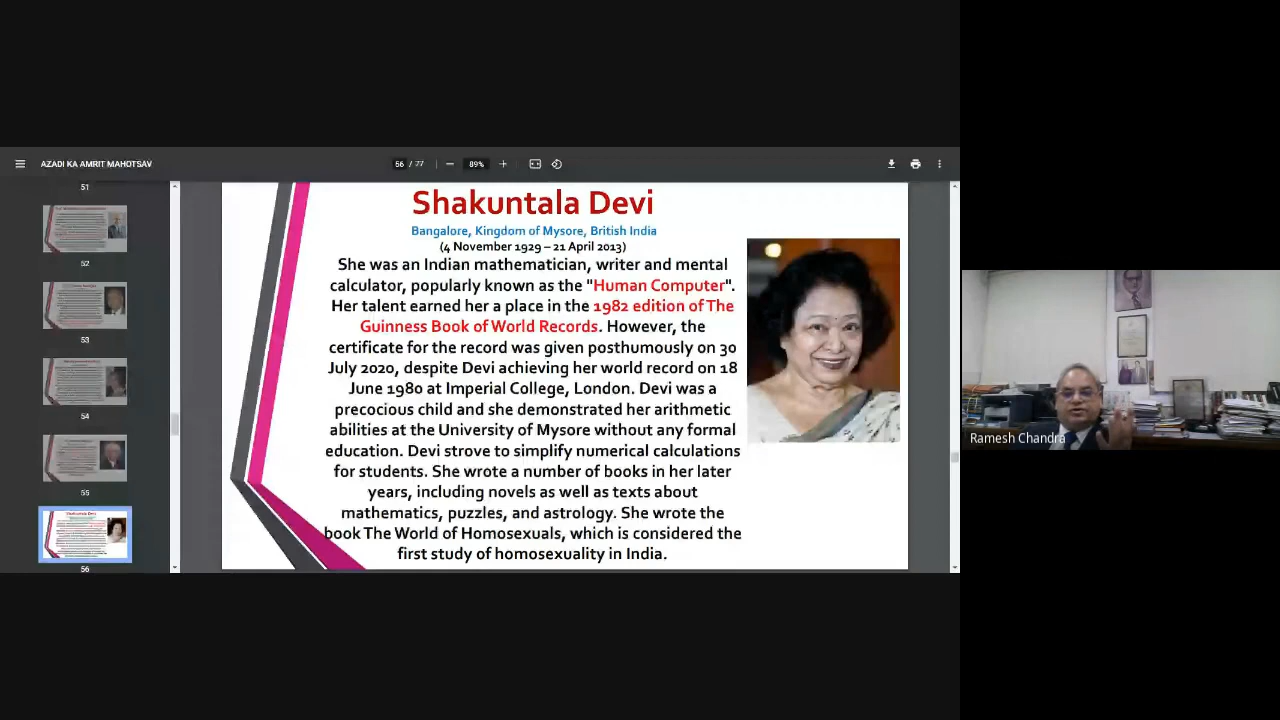 AZADI KA AMRIT MAHOTSAV
56 / 77
89%
51
52
53
54
55
56
Shakuntala Devi
Bangalore, Kingdom of Mysore, British India
(4 November 1929 – 21 April 2013)
She was an Indian mathematician, writer and mental
calculator, popularly known as the "Human Computer".
Her talent earned her a place in the 1982 edition of The
Guinness Book of World Records. However, the
certificate for the record was given posthumously on 30
July 2020, despite Devi achieving her world record on 18
June 1980 at Imperial College, London. Devi was a
precocious child and she demonstrated her arithmetic
abilities at the University of Mysore without any formal
education. Devi strove to simplify numerical calculations
for students. She wrote a number of books in her later
years, including novels as well as texts about
mathematics, puzzles, and astrology. She wrote the
book The World of Homosexuals, which is considered the
first study of homosexuality in India.
Shakuntala Devi
Ramesh Chandra